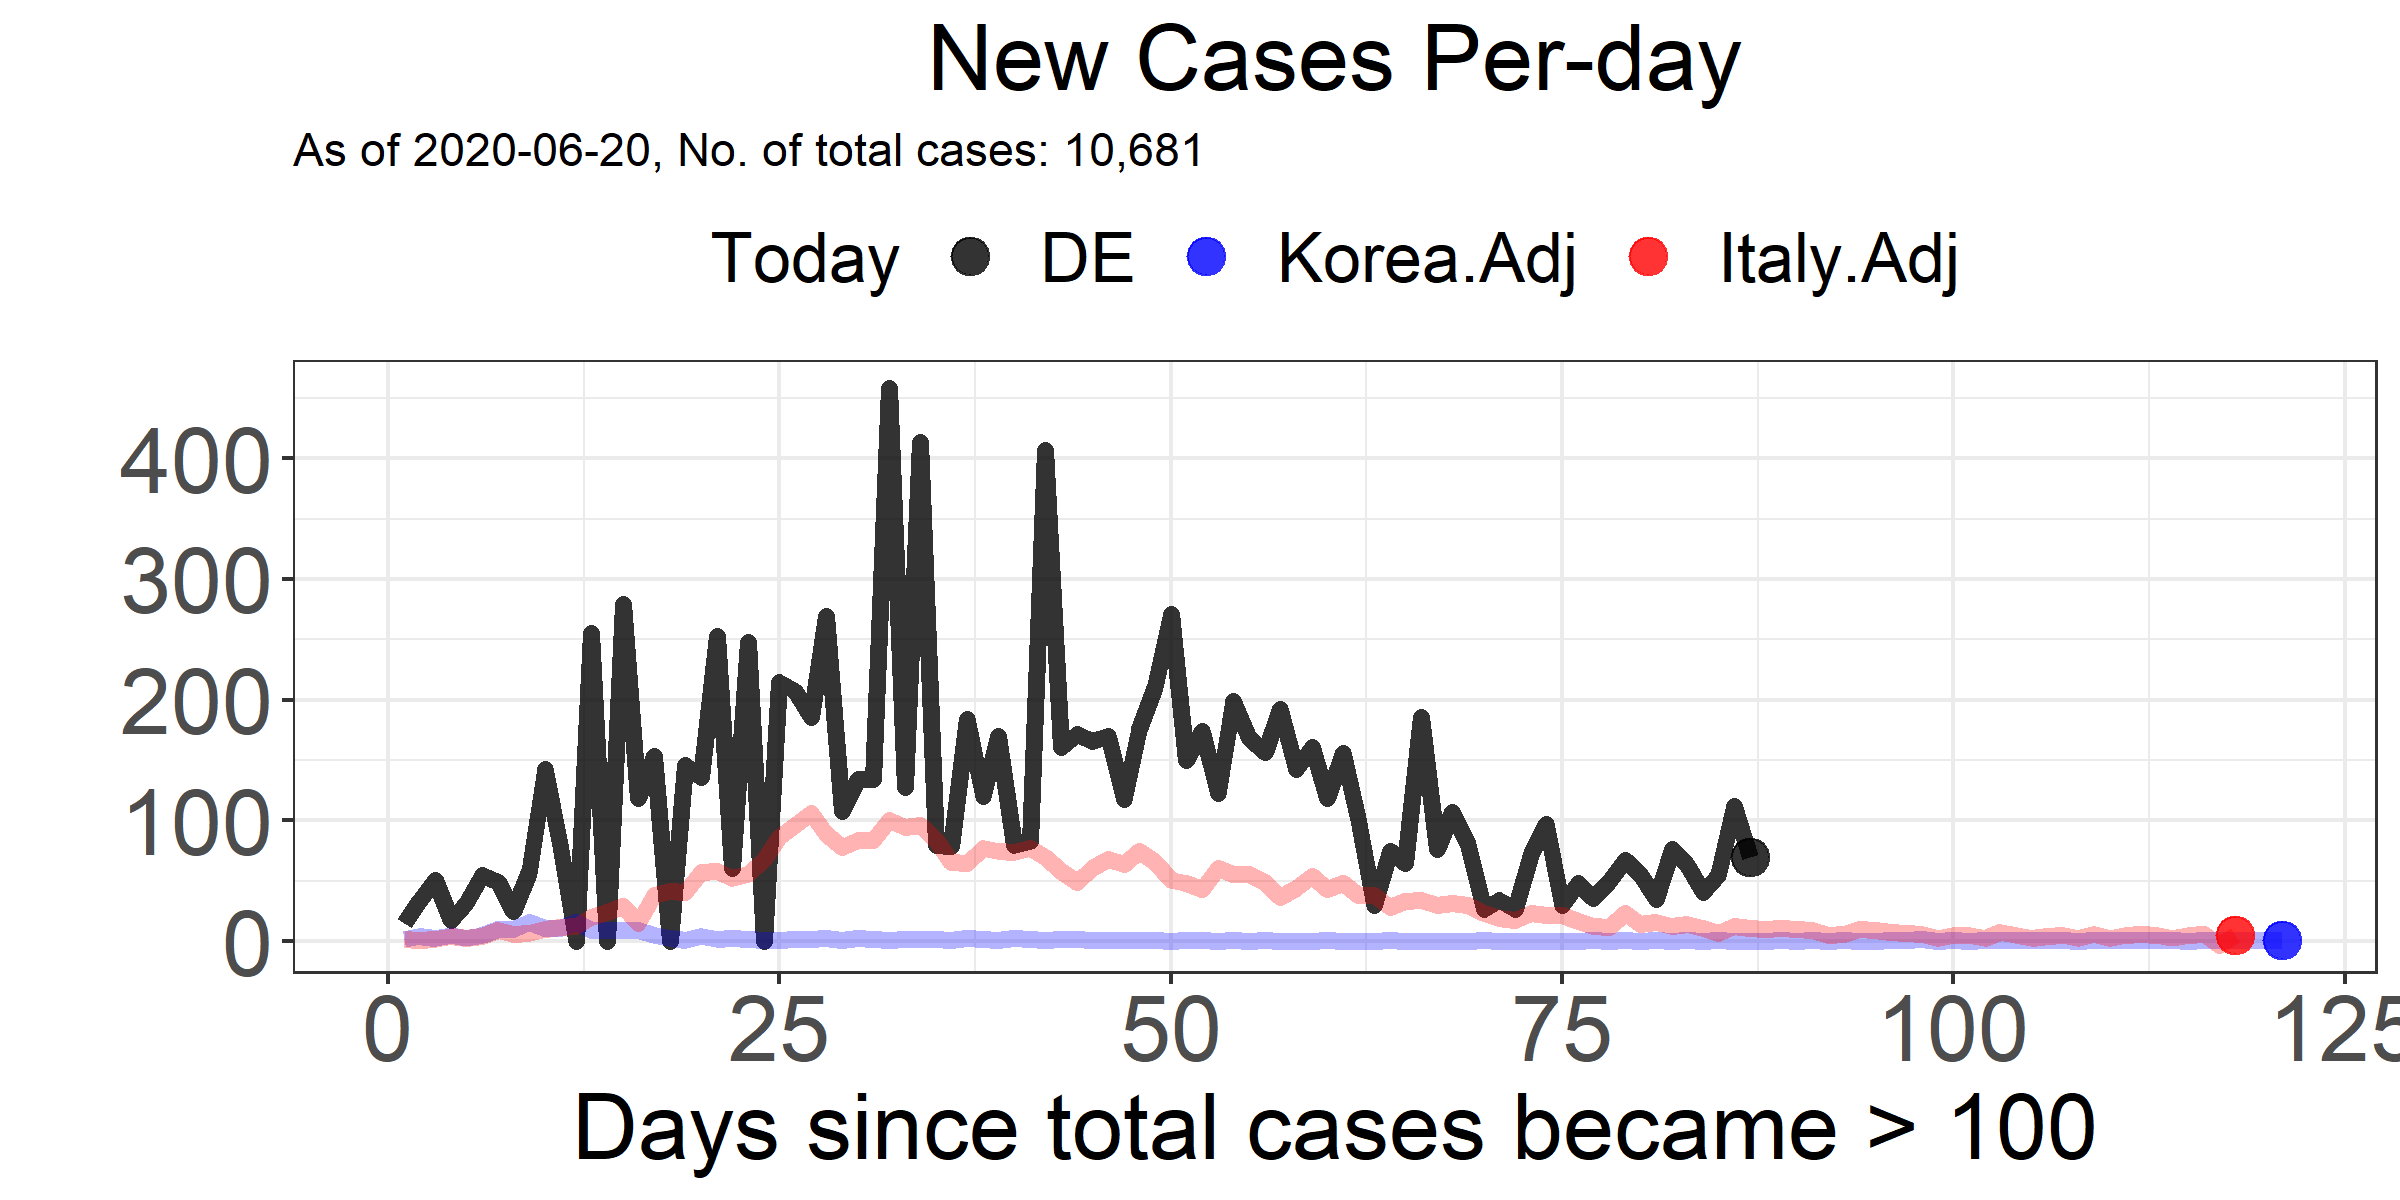 New Cases Per-day
As of 2020-06-20, No. of total cases: 10,681
Today DE Korea.Adj Italy.Adj
400
300
200
100
0
0 25 50 75 100 125
Days since total cases became > 100